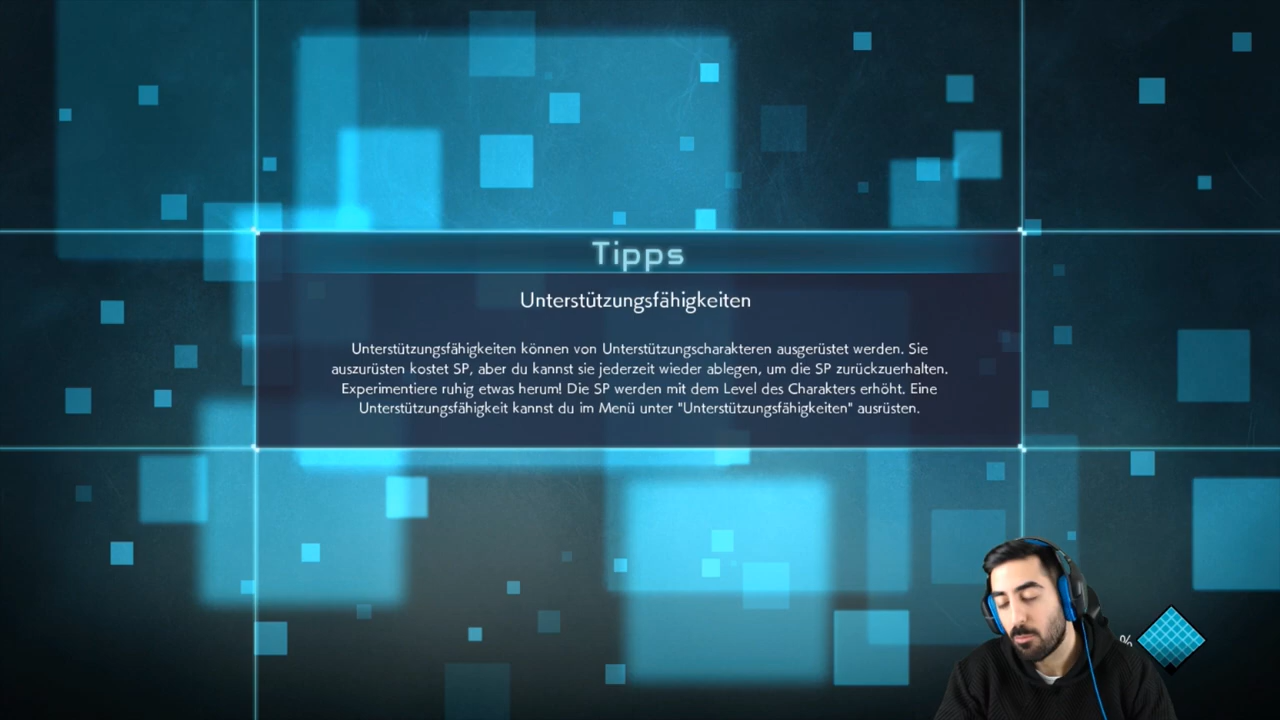 Tipps
Unterstützungsfähigkeiten
Unterstützungsfähigkeiten können von Unterstützungscharakteren ausgerüstet werden. Sie
auszurüsten kostet SP, aber du kannst sie jederzeit wieder ablegen, um die SP zurückzuerhalten.
Experimentiere ruhig etwas herum! Die SP werden mit dem Level des Charakters erhöht. Eine
Unterstützungsfähigkeit kannst du im Menü unter "Unterstützungsfähigkeiten" ausrüsten.
%